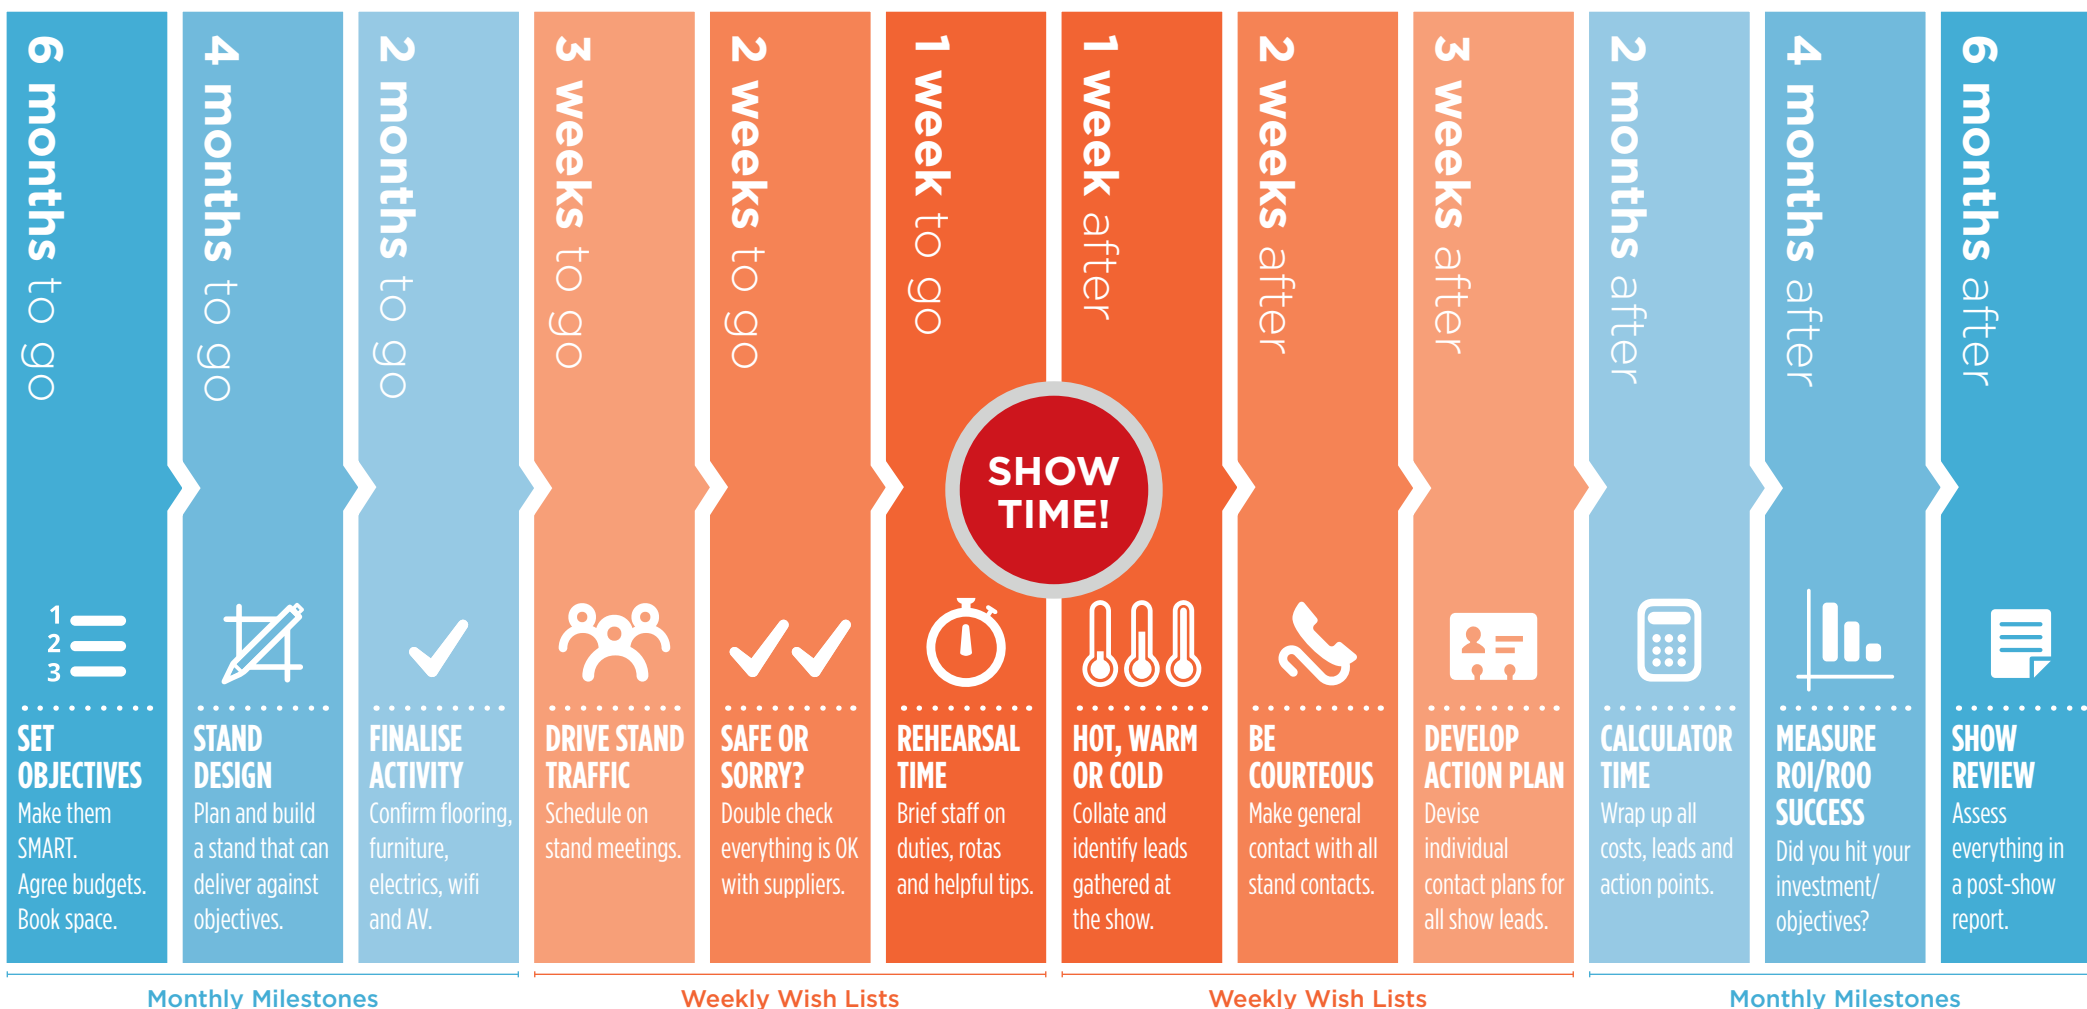 6 months to go
1
2
3
SET
OBJECTIVES
Make them
SMART.
Agree budgets.
Book space.
4 months to go
STAND
DESIGN
Plan and build
a stand that can
deliver against
objectives.
2 months to go
FINALISE
ACTIVITY
Confirm flooring,
furniture,
electrics, wifi
and AV.
3 weeks to go
DRIVE STAND
TRAFFIC
Schedule on
stand meetings.
2 weeks to go
SAFE OR
SORRY?
Double check
everything is OK
with suppliers.
1 week to go
REHEARSAL
TIME
Brief staff on
duties, rotas
and helpful tips.
SHOW
TIME!
1 week after
HOT, WARM
OR COLD
Collate and
identify leads
gathered at
the show.
2 weeks after
BE
COURTEOUS
Make general
contact with all
stand contacts.
3 weeks after
DEVELOP
ACTION PLAN
Devise
individual
contact plans for
all show leads.
2 months after
CALCULATOR
TIME
Wrap up all
costs, leads and
action points.
4 months after
MEASURE
ROI/ROO
SUCCESS
Did you hit your
investment/
objectives?
6 months after
SHOW
REVIEW
Assess
everything in
a post-show
report.
Monthly Milestones
Weekly Wish Lists
Weekly Wish Lists
Monthly Milestones